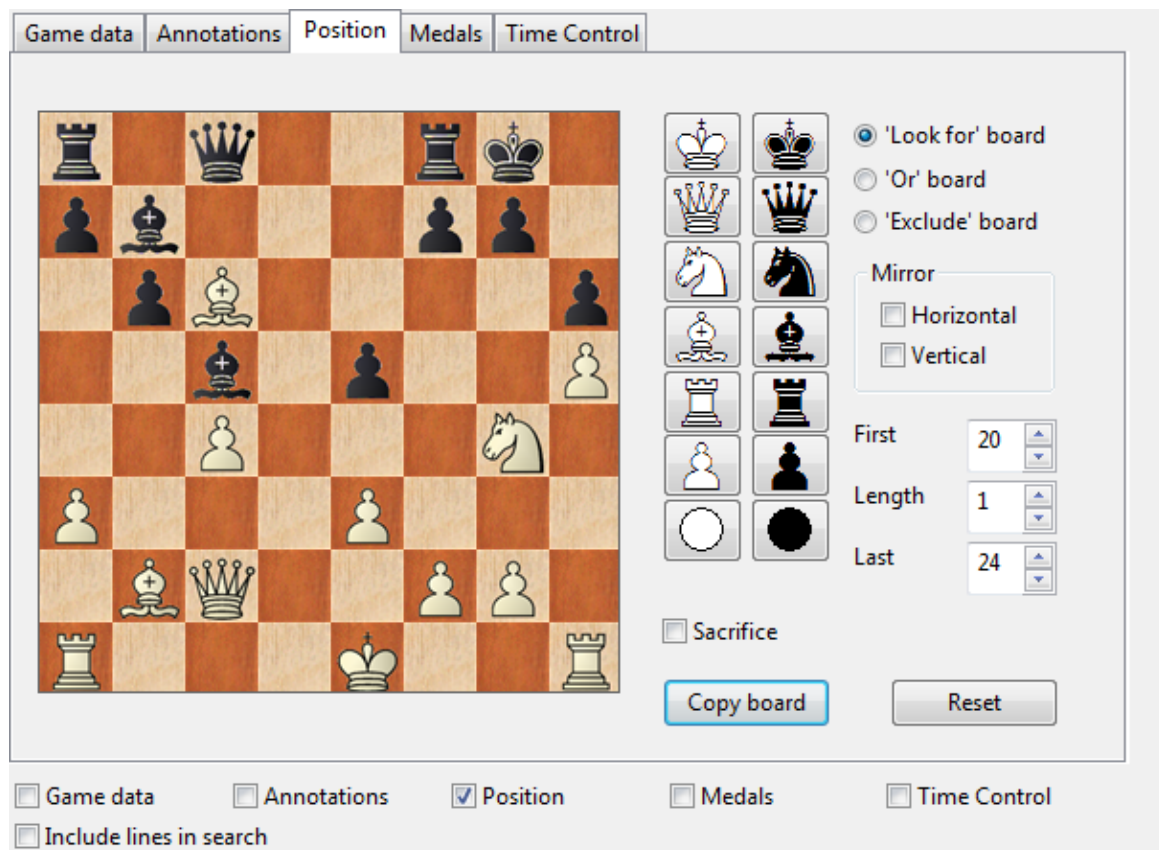 Game data Annotations Position Medals Time Control
'Look for' board
'Or' board
'Exclude' board
Mirror
Horizontal
Vertical
First 20
Length 1
Last 24
Sacrifice
Copy board Reset
Game data Annotations Position Medals Time Control
Include lines in search